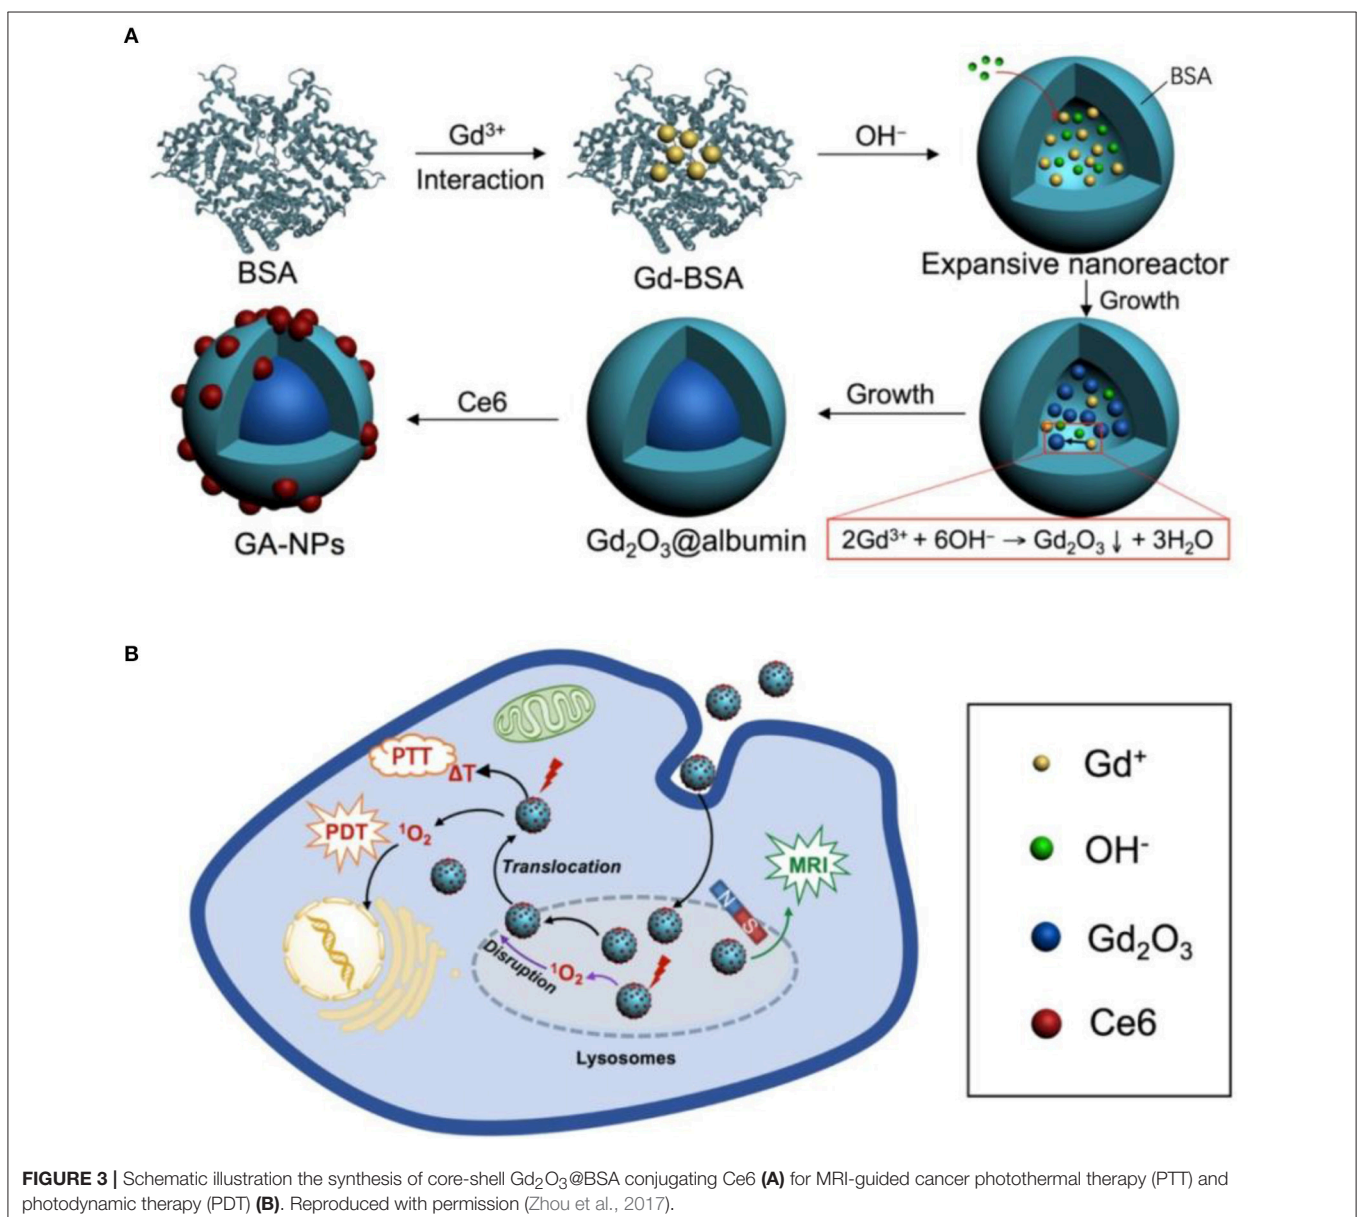 A
Gd³⁺
Interaction
OH⁻
BSA
BSA
Gd-BSA
Expansive nanoreactor
Growth
Ce6
Growth
GA-NPs
Gd₂O₃@albumin
2Gd³⁺ + 6OH⁻ → Gd₂O₃ ↓ + 3H₂O
B
PTT
ΔT
PDT
¹O₂
Translocation
MRI
N
S
Disruption
¹O₂
Lysosomes
Gd⁺
OH⁻
Gd₂O₃
Ce6
FIGURE 3 | Schematic illustration the synthesis of core-shell Gd₂O₃@BSA conjugating Ce6 (A) for MRI-guided cancer photothermal therapy (PTT) and
photodynamic therapy (PDT) (B). Reproduced with permission (Zhou et al., 2017).